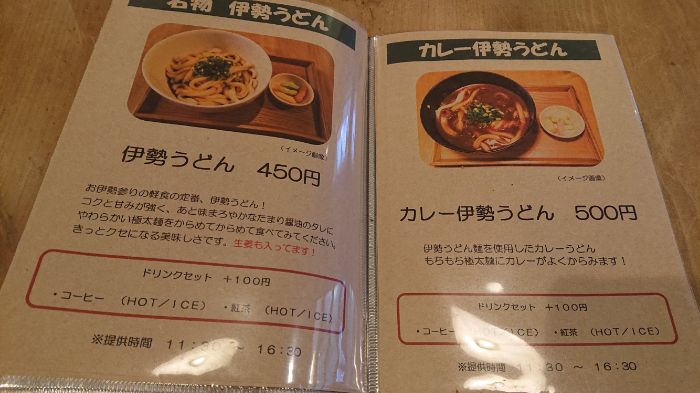 名物 伊勢うどん
(イメージ画像)
伊勢うどん 450円
お伊勢参りの軽食の定番、伊勢うどん！
コクと甘みが強く、あと味まろやかなたまり醤油のタレに
やわらかい極太麺をからめてからめて食べてみてください。
きっとクセになる美味しさです。生姜も入ってます！
ドリンクセット +100円
・コーヒー (HOT/ICE) ・紅茶 (HOT/ICE)
※提供時間 11:30 ～ 16:30
カレー伊勢うどん
(イメージ画像)
カレー伊勢うどん 500円
伊勢うどん麺を使用したカレーうどん
もちもち極太麺にカレーがよくからみます！
ドリンクセット +100円
・コーヒー (HOT/ICE) ・紅茶 (HOT/ICE)
※提供時間 11:30 ～ 16:30